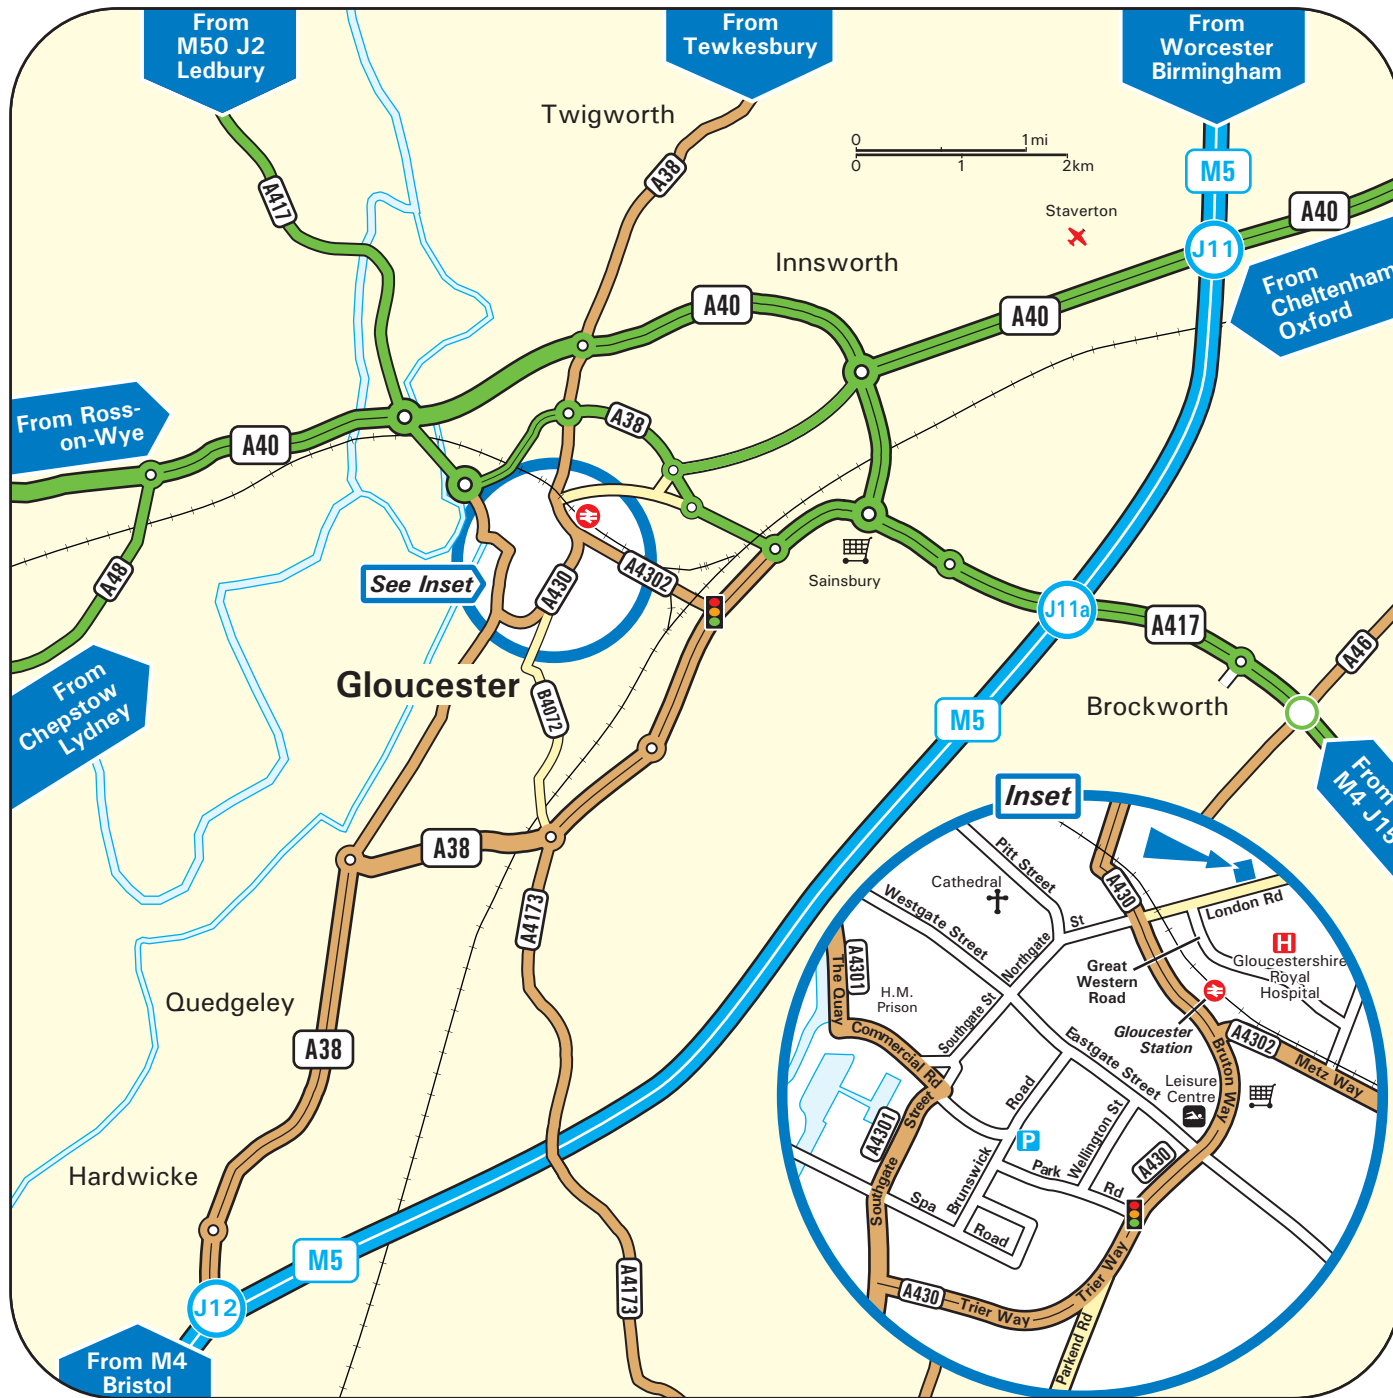 From
M50 J2
Ledbury
From
Tewkesbury
From
Worcester
Birmingham
Twigworth
0
1mi
0
1
2km
A38
M5
A417
Staverton
A40
J11
Innsworth
From
Cheltenham
Oxford
A40
A40
From Ross-
on-Wye
A40
A38
See Inset
A48
A430
A4302
Sainsbury
J11a
A417
A46
From
Chepstow
Lydney
Gloucester
B4072
M5
Brockworth
From
M4 J15
A38
A4173
Quedgeley
A38
Hardwicke
M5
A4173
J12
From M4
Bristol
Inset
Pitt Street
Cathedral
A430
Westgate Street
St
London Rd
Northgate
A4301
The Quay
H.M.
Prison
Great
Western
Road
H
Gloucestershire
Royal
Hospital
Southgate St
Gloucester
Station
Commercial Rd
Eastgate Street
Bruton Way
A4302
Metz Way
Leisure
Centre
Road
Wellington St
A4301
Street
P
Park
Rd
A430
Brunswick
Southgate
Spa
Road
A430
Trier Way
Trier Way
Parkend Rd